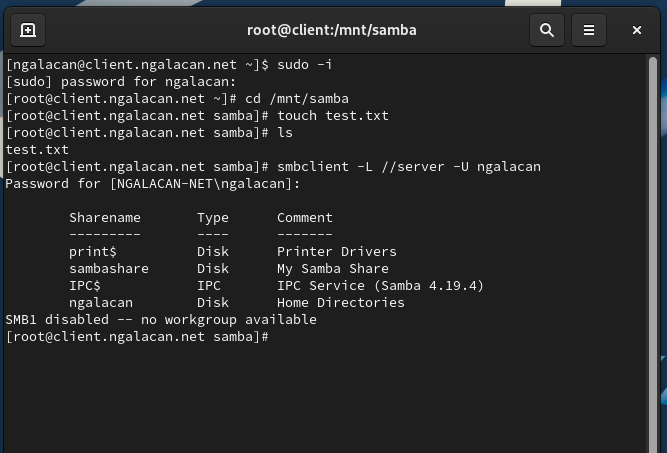 root@client:/mnt/samba
[ngalacan@client.ngalacan.net ~]$ sudo -i
[sudo] password for ngalacan:
[root@client.ngalacan.net ~]# cd /mnt/samba
[root@client.ngalacan.net samba]# touch test.txt
[root@client.ngalacan.net samba]# ls
test.txt
[root@client.ngalacan.net samba]# smbclient -L //server -U ngalacan
Password for [NGALACAN-NET\ngalacan]:
Sharename Type Comment
--------- ---- -------
print$ Disk Printer Drivers
sambashare Disk My Samba Share
IPC$ IPC IPC Service (Samba 4.19.4)
ngalacan Disk Home Directories
SMB1 disabled -- no workgroup available
[root@client.ngalacan.net samba]#